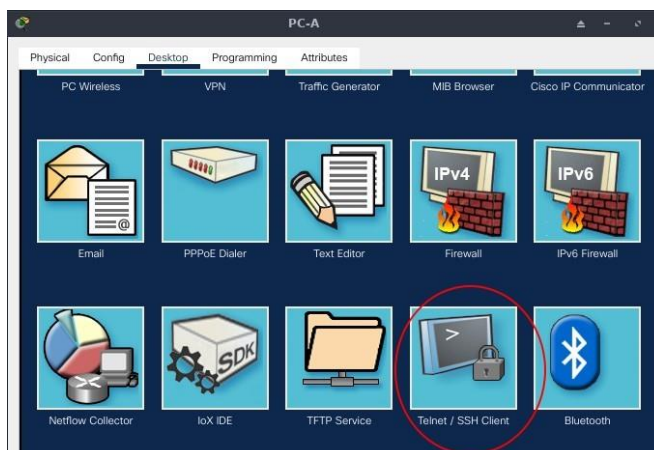 PC-A
Physical Config Desktop Programming Attributes
PC Wireless VPN Traffic Generator MIB Browser Cisco IP Communicator
@
IPv4 IPv6
Email PPPoE Dialer Text Editor Firewall IPv6 Firewall
SDK >
Netflow Collector IoX IDE TFTP Service Telnet / SSH Client Bluetooth